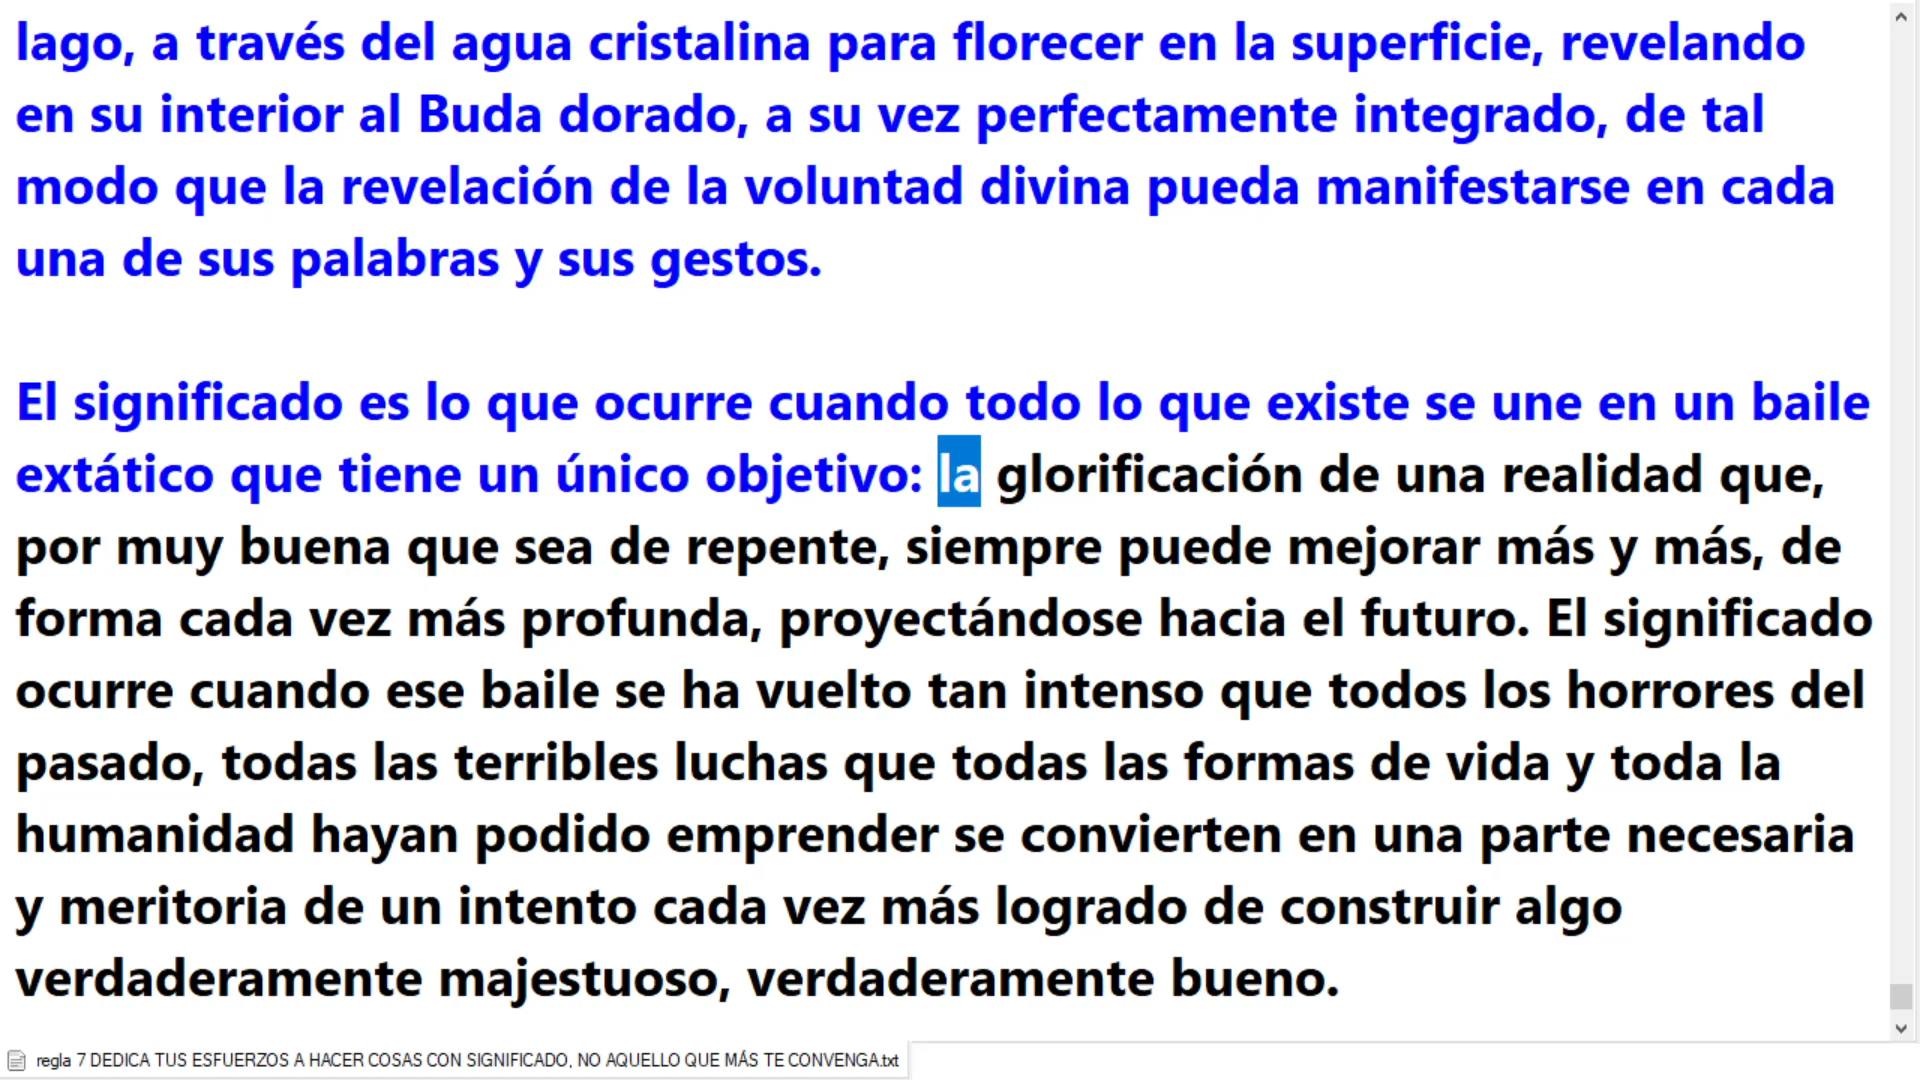 lago, a través del agua cristalina para florecer en la superficie, revelando
en su interior al Buda dorado, a su vez perfectamente integrado, de tal
modo que la revelación de la voluntad divina pueda manifestarse en cada
una de sus palabras y sus gestos.
El significado es lo que ocurre cuando todo lo que existe se une en un baile
extático que tiene un único objetivo: la glorificación de una realidad que,
por muy buena que sea de repente, siempre puede mejorar más y más, de
forma cada vez más profunda, proyectándose hacia el futuro. El significado
ocurre cuando ese baile se ha vuelto tan intenso que todos los horrores del
pasado, todas las terribles luchas que todas las formas de vida y toda la
humanidad hayan podido emprender se convierten en una parte necesaria
y meritoria de un intento cada vez más logrado de construir algo
verdaderamente majestuoso, verdaderamente bueno.
regla 7 DEDICA TUS ESFUERZOS A HACER COSAS CON SIGNIFICADO, NO AQUELLO QUE MÁS TE CONVENGA.txt